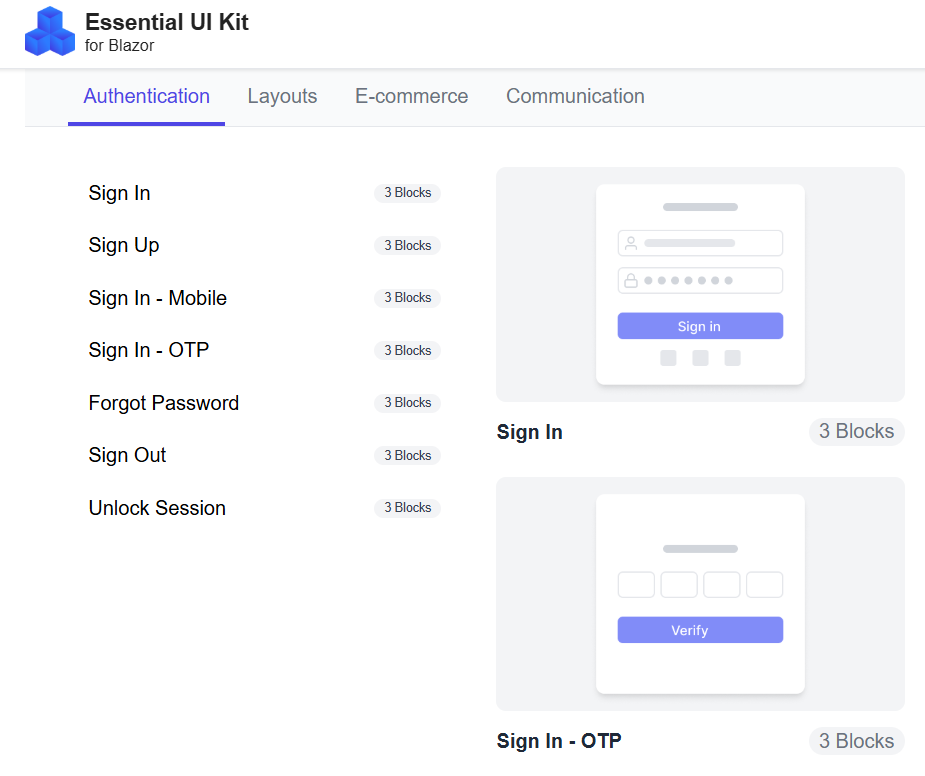 Essential UI Kit
for Blazor
Authentication Layouts E-commerce Communication
Sign In 3 Blocks
Sign Up 3 Blocks
Sign In - Mobile 3 Blocks
Sign In - OTP 3 Blocks
Forgot Password 3 Blocks
Sign Out 3 Blocks
Unlock Session 3 Blocks
Sign in
Sign In 3 Blocks
Verify
Sign In - OTP 3 Blocks